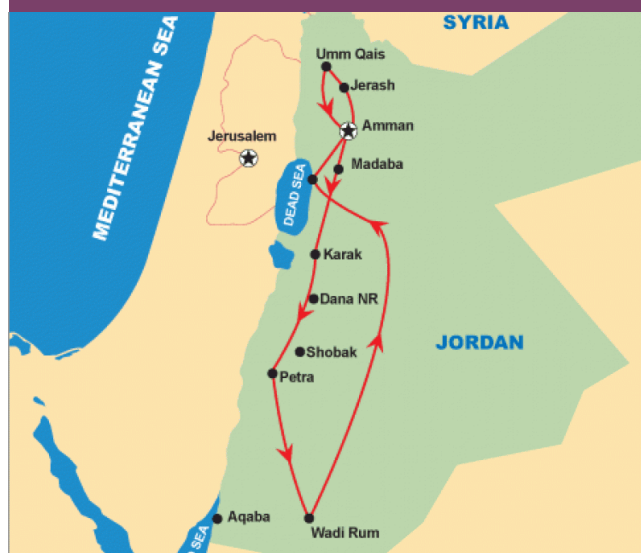 SYRIA
MEDITERRANEAN SEA
Umm Qais
Jerash
Amman
Jerusalem
Madaba
DEAD SEA
Karak
Dana NR
Shobak
JORDAN
Petra
Aqaba
SEA
Wadi Rum